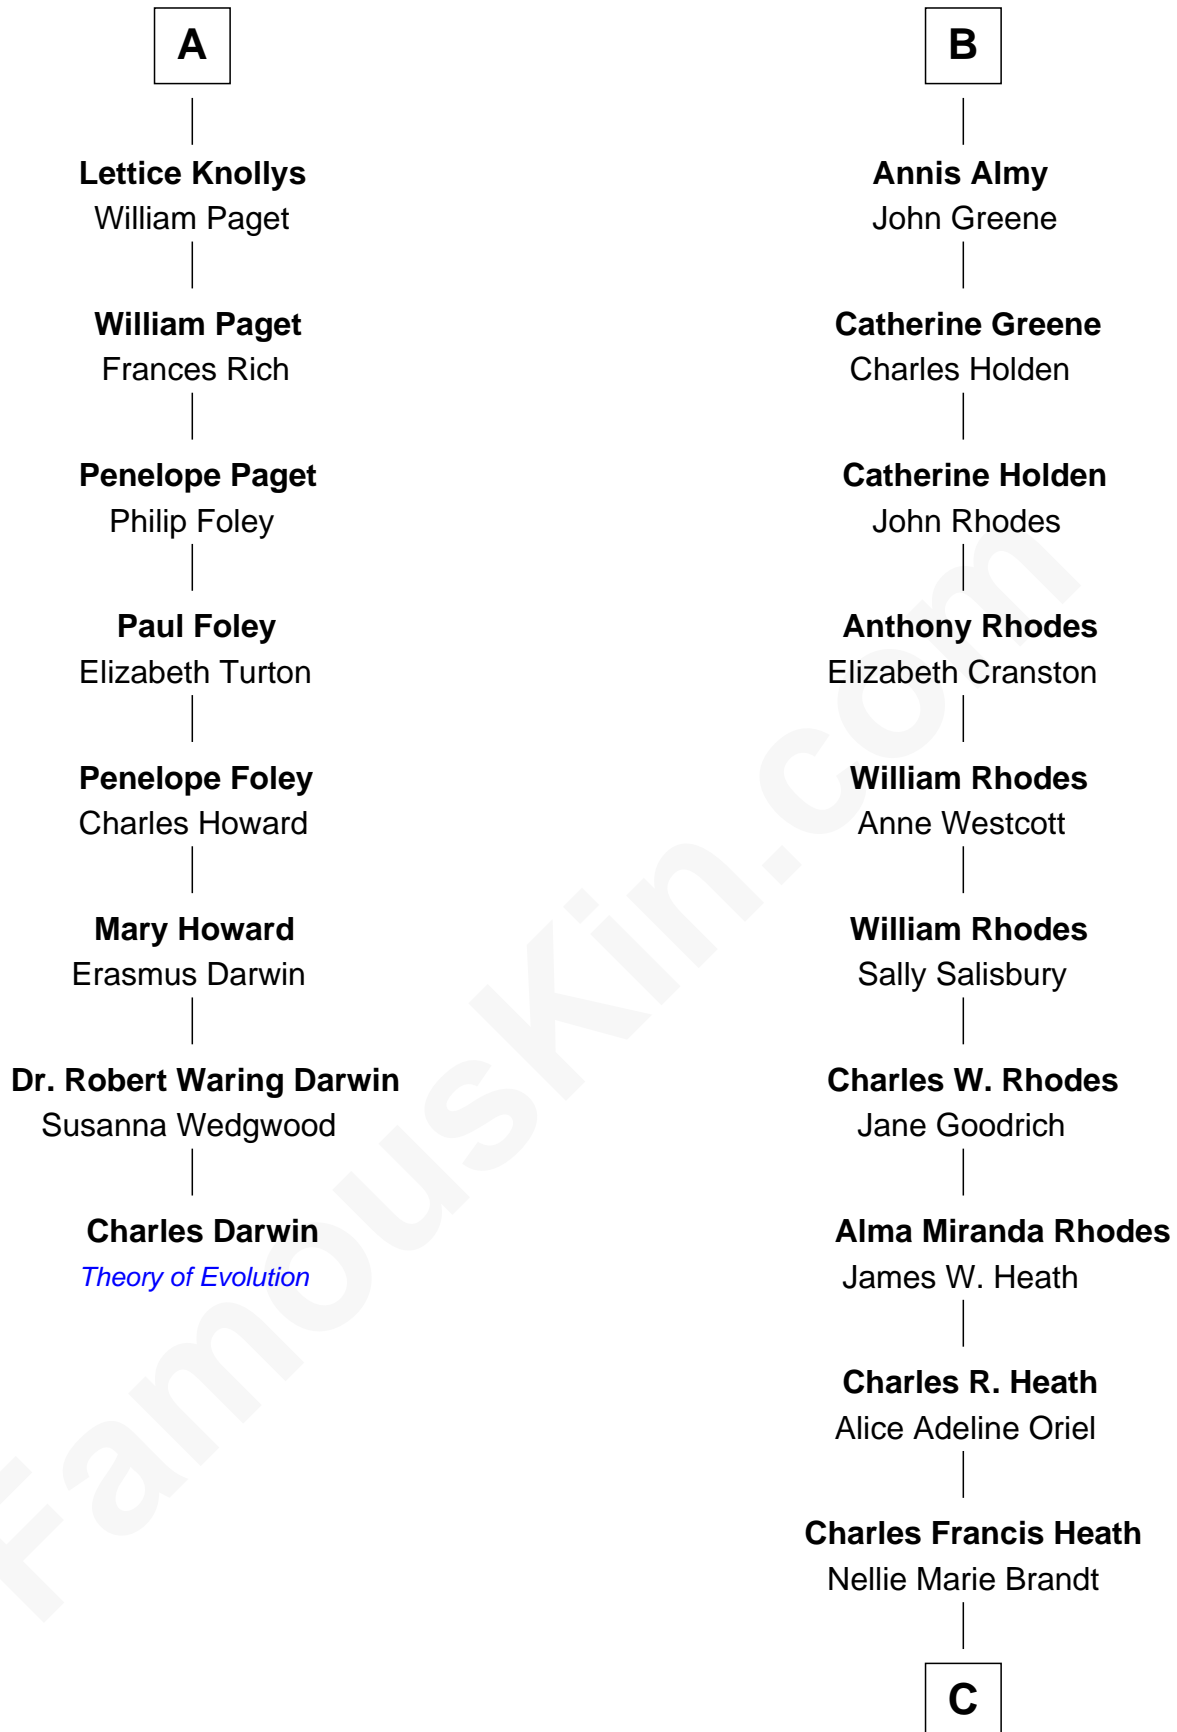 A
Lettice Knollys
William Paget
William Paget
Frances Rich
Penelope Paget
Philip Foley
Paul Foley
Elizabeth Turton
Penelope Foley
Charles Howard
Mary Howard
Erasmus Darwin
Dr. Robert Waring Darwin
Susanna Wedgwood
Charles Darwin
Theory of Evolution
B
Annis Almy
John Greene
Catherine Greene
Charles Holden
Catherine Holden
John Rhodes
Anthony Rhodes
Elizabeth Cranston
William Rhodes
Anne Westcott
William Rhodes
Sally Salisbury
Charles W. Rhodes
Jane Goodrich
Alma Miranda Rhodes
James W. Heath
Charles R. Heath
Alice Adeline Oriel
Charles Francis Heath
Nellie Marie Brandt
C
FamousKin.com